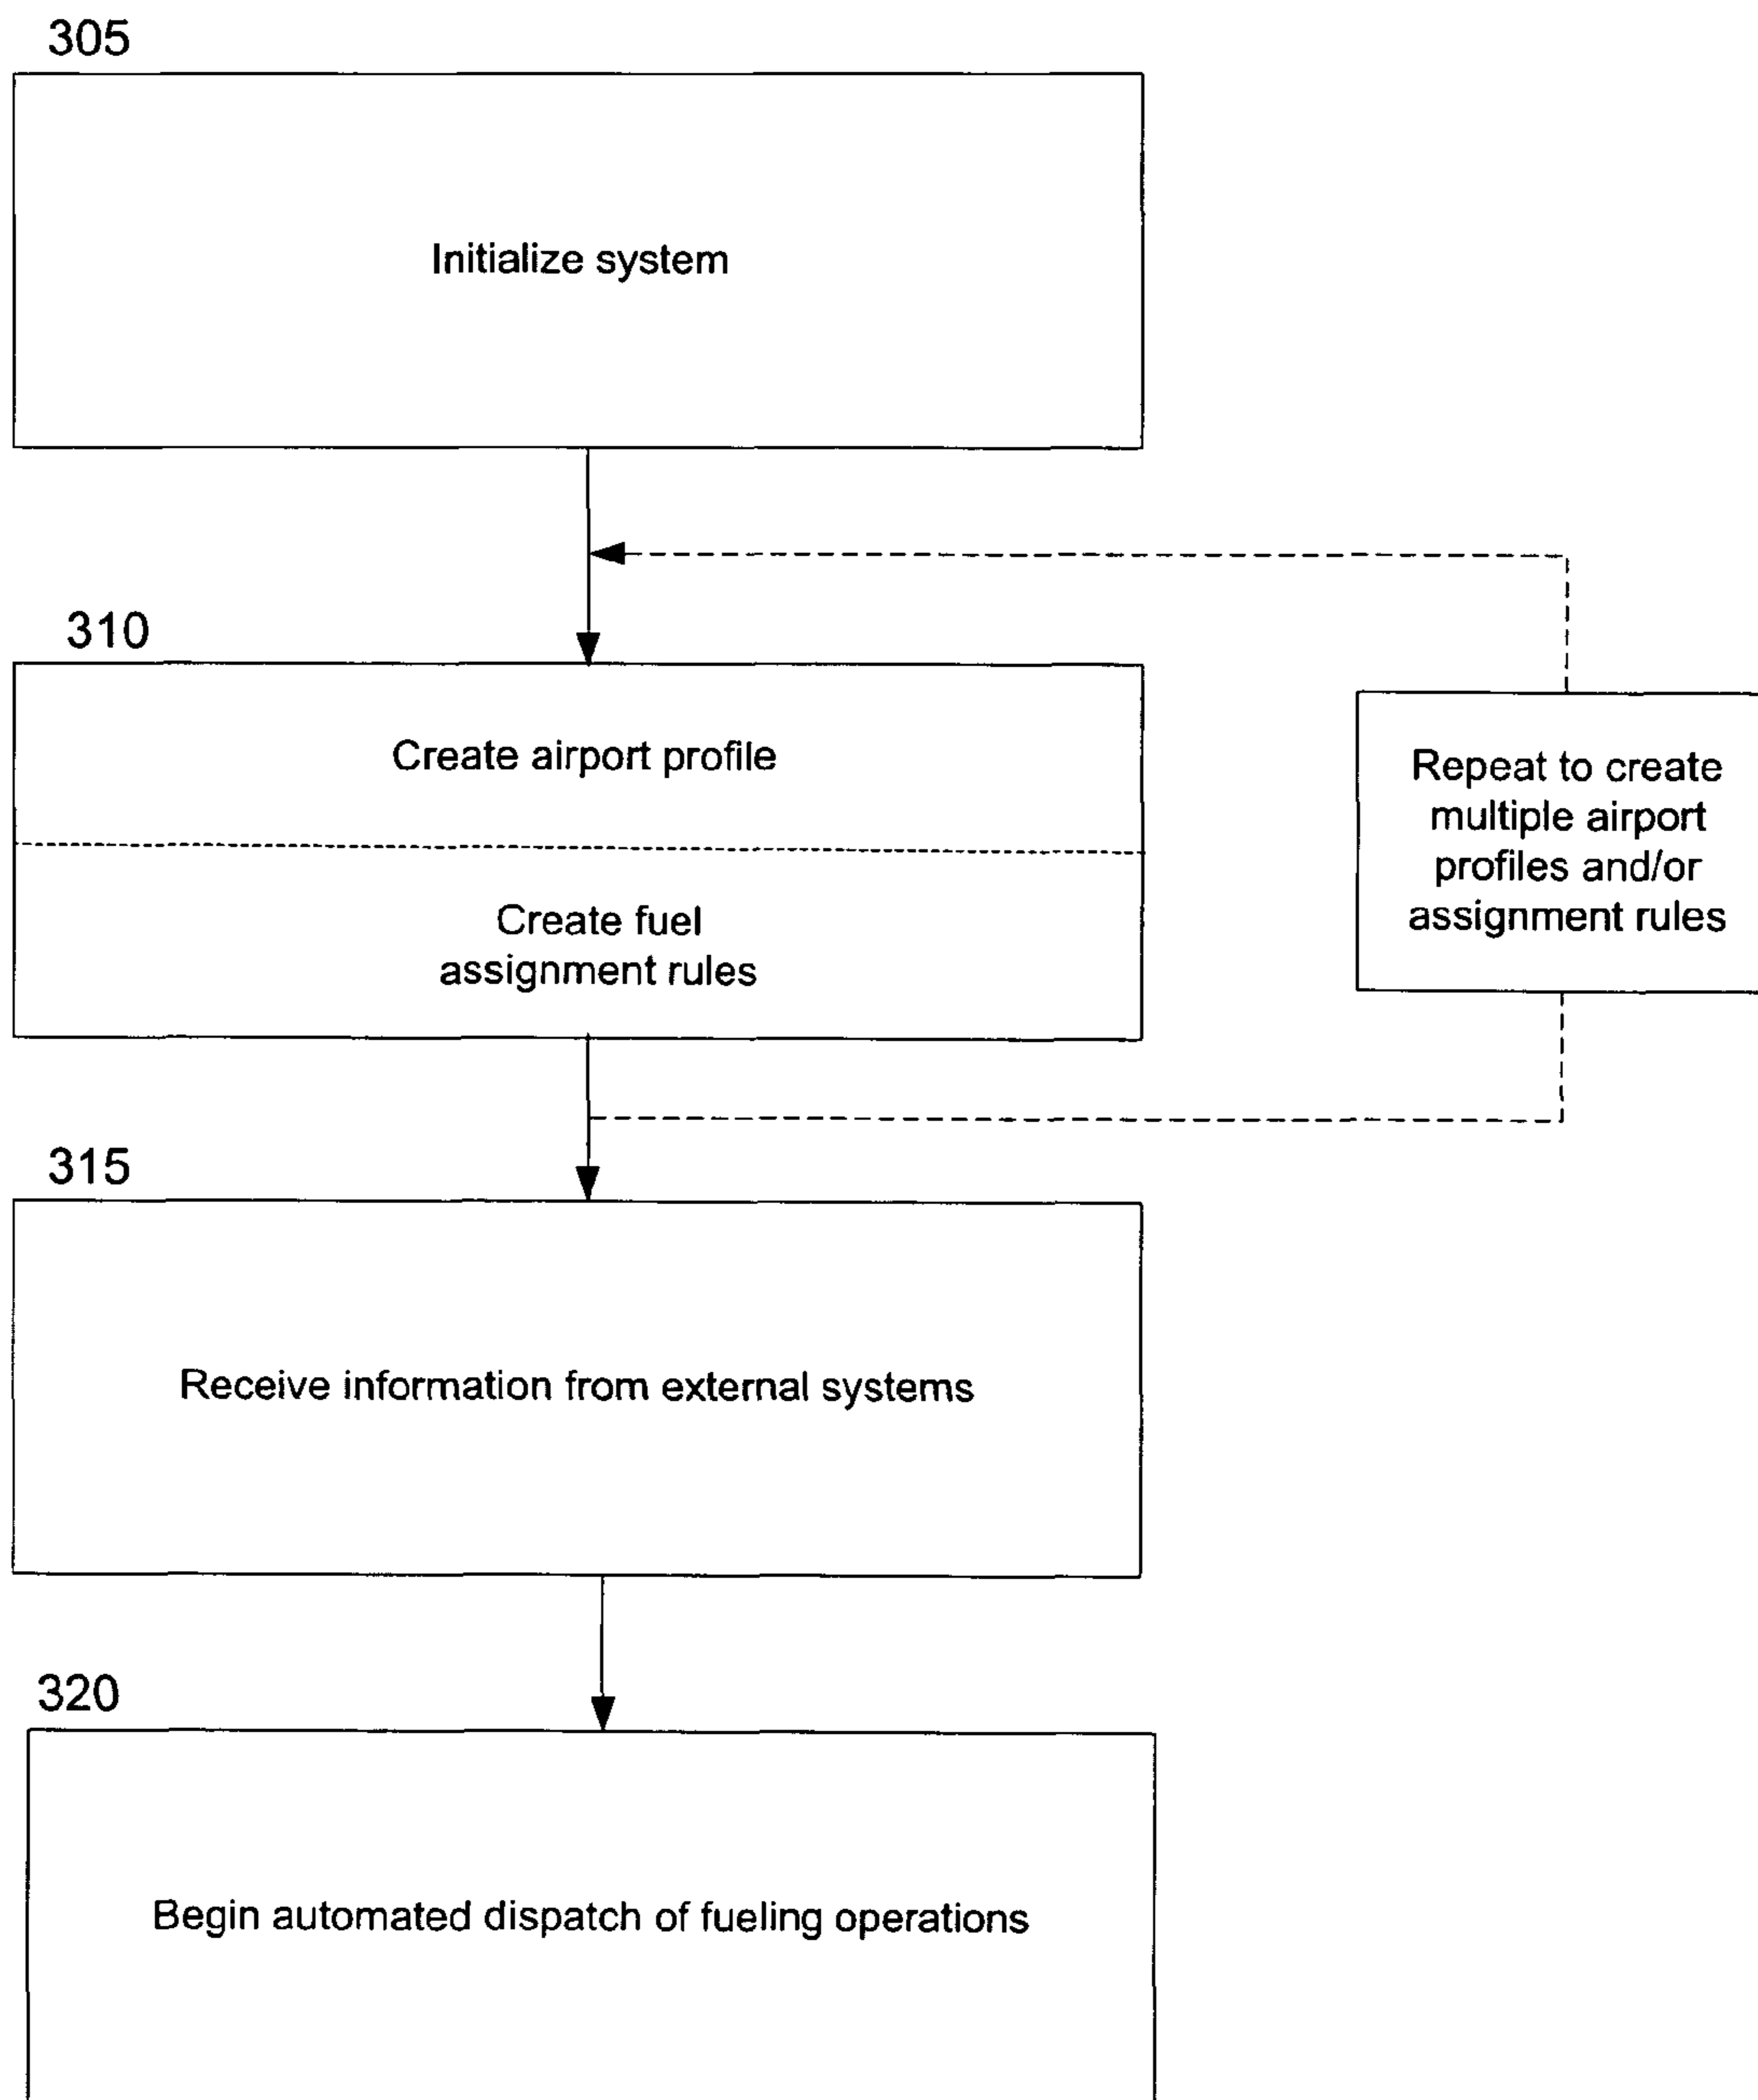 305
Initialize system
310
Create airport profile
Create fuel
assignment rules
Repeat to create
multiple airport
profiles and/or
assignment rules
315
Receive information from external systems
320
Begin automated dispatch of fueling operations